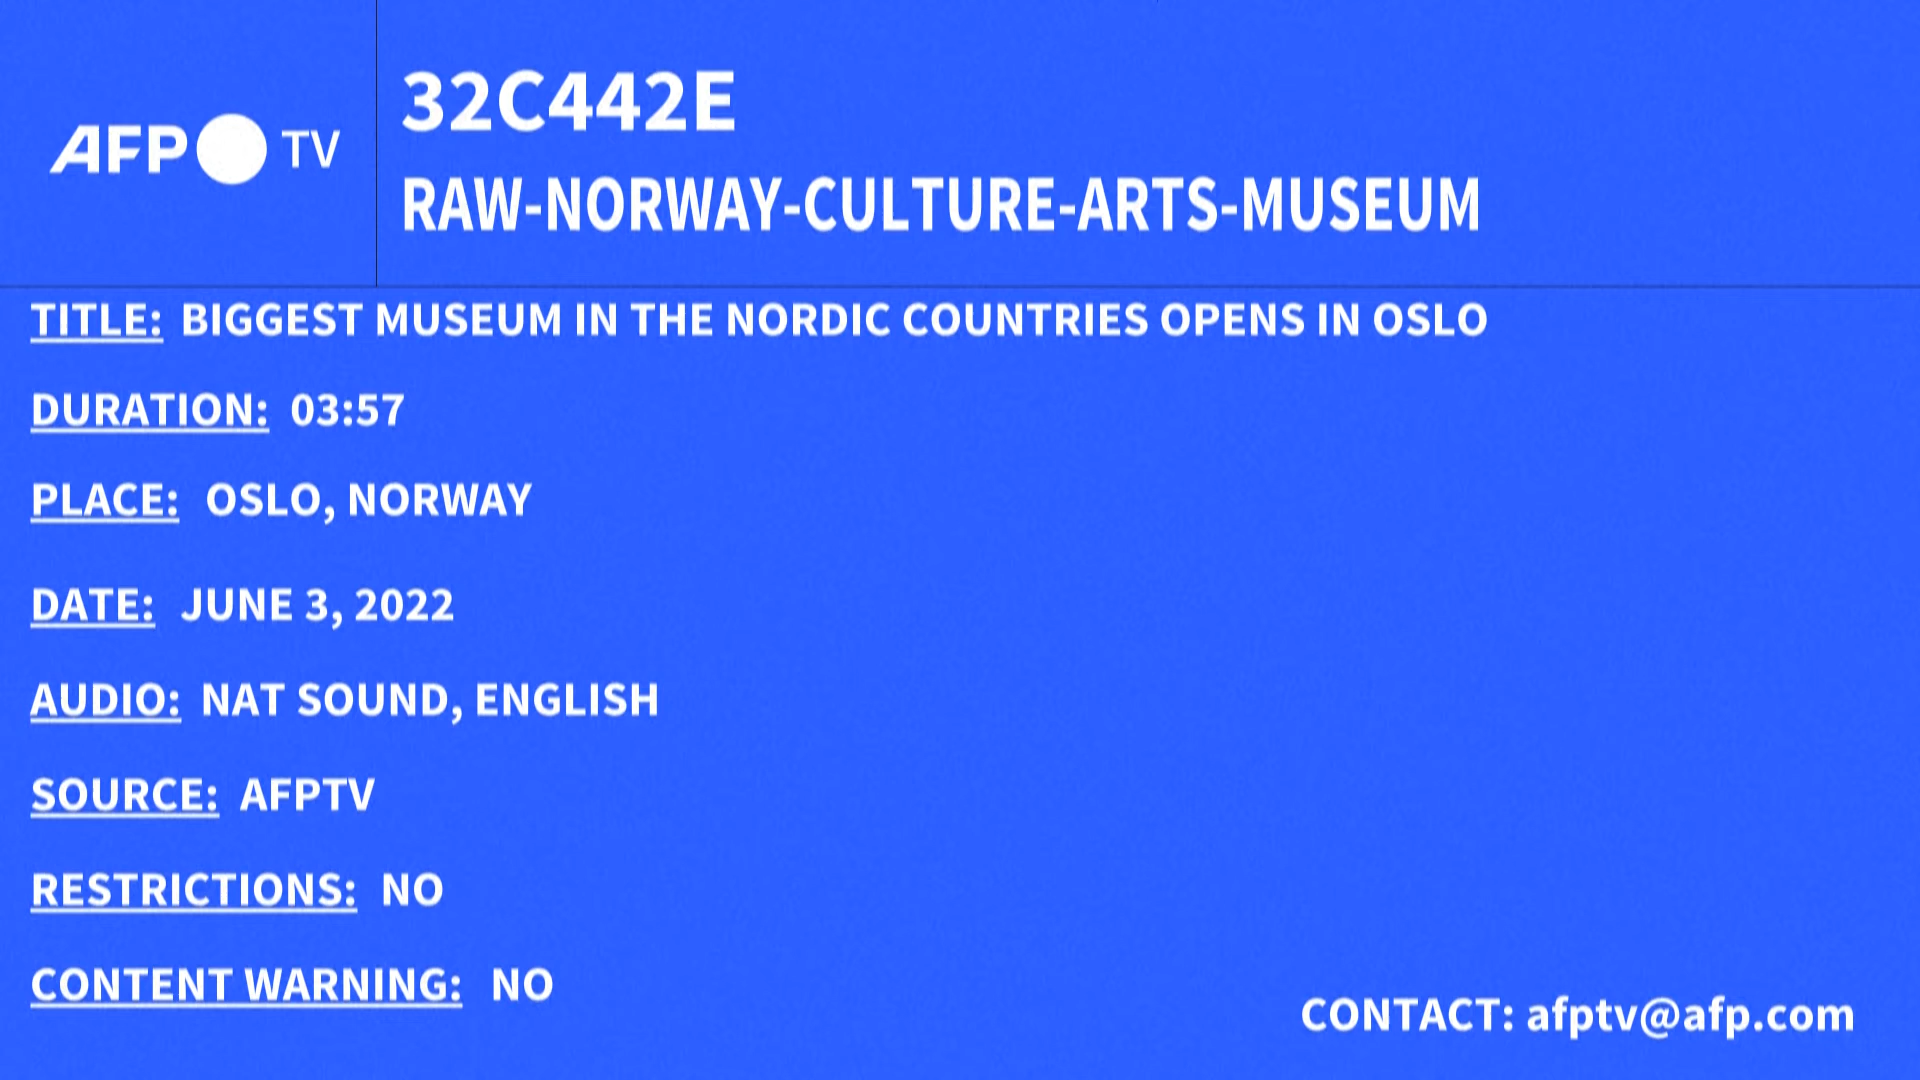 AFP TV
32C442E
RAW-NORWAY-CULTURE-ARTS-MUSEUM
TITLE: BIGGEST MUSEUM IN THE NORDIC COUNTRIES OPENS IN OSLO
DURATION: 03:57
PLACE: OSLO, NORWAY
DATE: JUNE 3, 2022
AUDIO: NAT SOUND, ENGLISH
SOURCE: AFPTV
RESTRICTIONS: NO
CONTENT WARNING: NO
CONTACT: afptv@afp.com